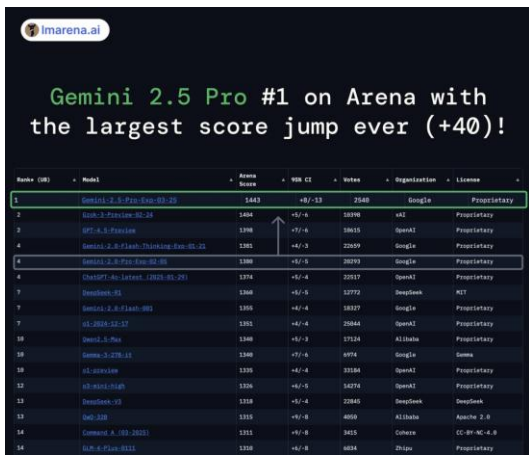 lmarena.ai
Gemini 2.5 Pro #1 on Arena with
the largest score jump ever (+40)!
Rank* (UB) Model Arena Score 95% CI Votes Organization License
1 Gemini-2.5-Pro-Exp-03-25 1443 +8/-13 2540 Google Proprietary
2 Grok-3-Preview-02-24 1404 +5/-6 10398 xAI Proprietary
2 GPT-4.5-Preview 1398 +7/-6 10615 OpenAI Proprietary
4 Gemini-2.0-Flash-Thinking-Exp-01-21 1381 +4/-3 22659 Google Proprietary
4 Gemini-2.0-Pro-Exp-02-05 1380 +5/-5 20293 Google Proprietary
4 ChatGPT-4o-latest (2025-01-29) 1374 +5/-4 22517 OpenAI Proprietary
7 DeepSeek-R1 1360 +5/-5 12772 DeepSeek MIT
7 Gemini-2.0-Flash-001 1355 +4/-4 18327 Google Proprietary
7 o1-2024-12-17 1351 +4/-4 25044 OpenAI Proprietary
10 Qwen2.5-Max 1340 +5/-3 17124 Alibaba Proprietary
10 Gemma-3-27B-it 1340 +7/-6 6974 Google Gemma
10 o1-preview 1335 +4/-4 33184 OpenAI Proprietary
12 o3-mini-high 1326 +6/-5 14274 OpenAI Proprietary
13 DeepSeek-V3 1318 +5/-4 22845 DeepSeek DeepSeek
13 QwQ-32B 1315 +9/-8 4050 Alibaba Apache 2.0
14 Command A (03-2025) 1311 +9/-8 3415 Cohere CC-BY-NC-4.0
14 GLM-4-Plus-0111 1310 +6/-8 6034 Zhipu Proprietary